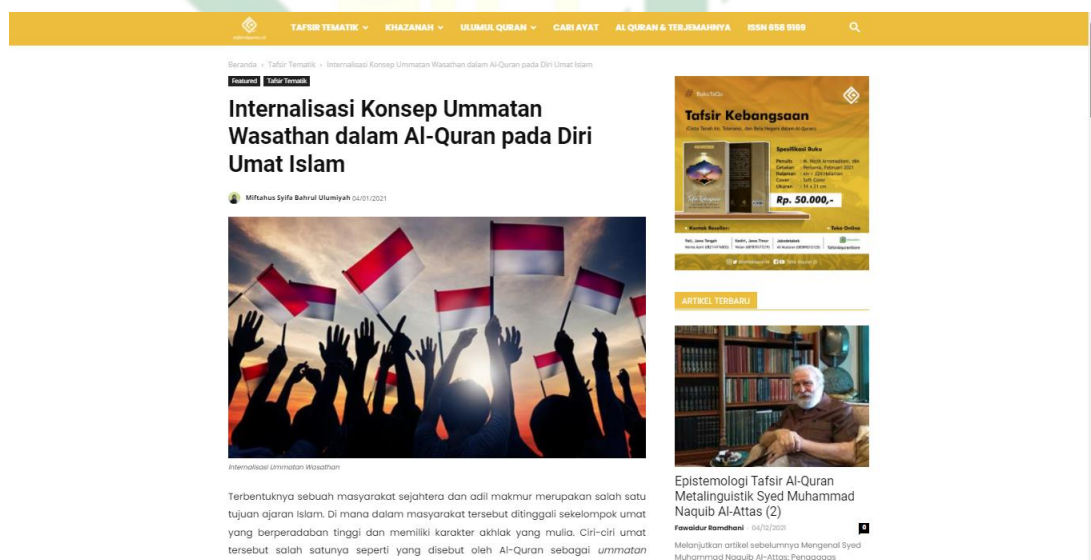 TAFSIR TEMATIK KHAZANAH ULUMUL QURAN CARI AYAT AL QURAN & TERJEMAHNYA ISSN 658 9169
Beranda › Tafsir Tematik › Internalisasi Konsep Ummatan Wasathan dalam Al-Quran pada Diri Umat Islam
Featured Tafsir Tematik
Internalisasi Konsep Ummatan
Wasathan dalam Al-Quran pada Diri
Umat Islam
Miftahus Syifa Bahrul Ulumiyah 04/01/2021
Internalisasi Ummatan Wasathan
Terbentuknya sebuah masyarakat sejahtera dan adil makmur merupakan salah satu
tujuan ajaran Islam. Di mana dalam masyarakat tersebut ditinggali sekelompok umat
yang berperadaban tinggi dan memiliki karakter akhlak yang mulia. Ciri-ciri umat
tersebut salah satunya seperti yang disebut oleh Al-Quran sebagai ummatan
Tafsir Kebangsaan
Spesifikasi Buku
Rp. 50.000,-
Kontak Reseller:
Toko Online
ARTIKEL TERBARU
Epistemologi Tafsir Al-Quran
Metalinguistik Syed Muhammad
Naquib Al-Attas (2)
Fawaidur Ramdhani - 04/12/2021 0
Melanjutkan artikel sebelumnya Mengenal Syed
Muhammad Naquib Al-Attas: Penggagas